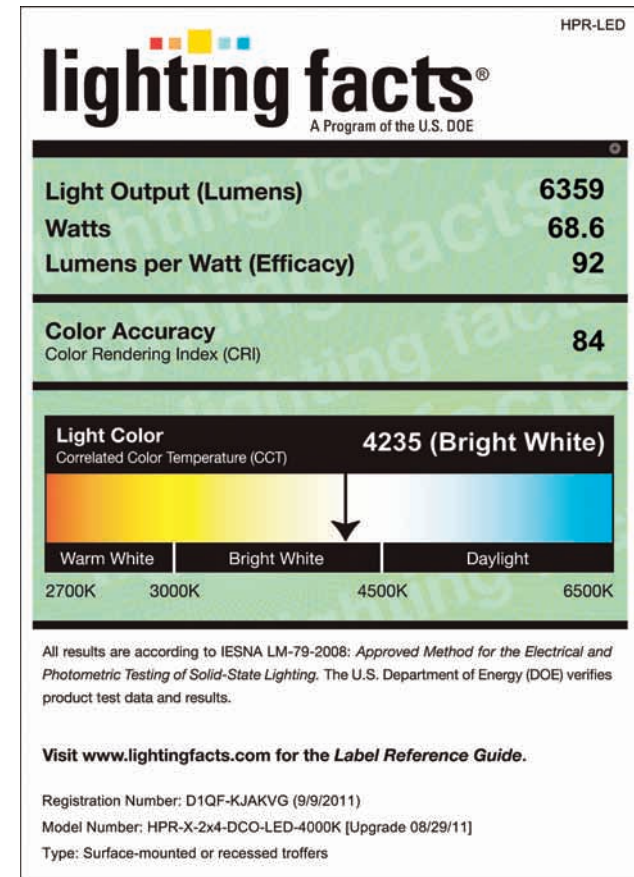 HPR-LED
lighting facts®
A Program of the U.S. DOE
Light Output (Lumens) 6359
Watts 68.6
Lumens per Watt (Efficacy) 92
Color Accuracy
Color Rendering Index (CRI) 84
Light Color
Correlated Color Temperature (CCT) 4235 (Bright White)
Warm White Bright White Daylight
2700K 3000K 4500K 6500K
All results are according to IESNA LM-79-2008: Approved Method for the Electrical and
Photometric Testing of Solid-State Lighting. The U.S. Department of Energy (DOE) verifies
product test data and results.
Visit www.lightingfacts.com for the Label Reference Guide.
Registration Number: D1QF-KJAKVG (9/9/2011)
Model Number: HPR-X-2x4-DCO-LED-4000K [Upgrade 08/29/11]
Type: Surface-mounted or recessed troffers